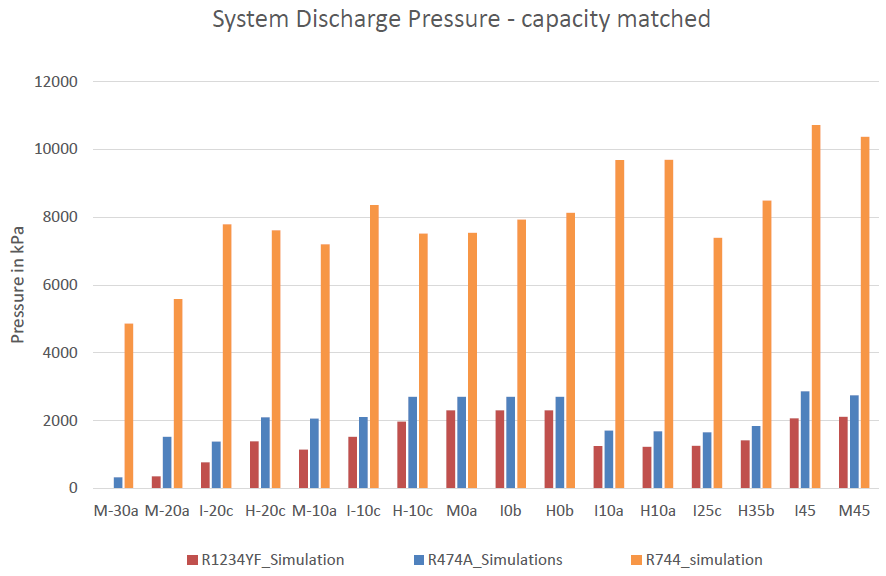 System Discharge Pressure - capacity matched
12000
10000
8000
6000
4000
2000
0
Pressure in kPa
M-30a M-20a I-20c H-20c M-10a I-10c H-10c M0a I0b H0b I10a H10a I25c H35b I45 M45
R1234YF_Simulation R474A_Simulations R744_simulation